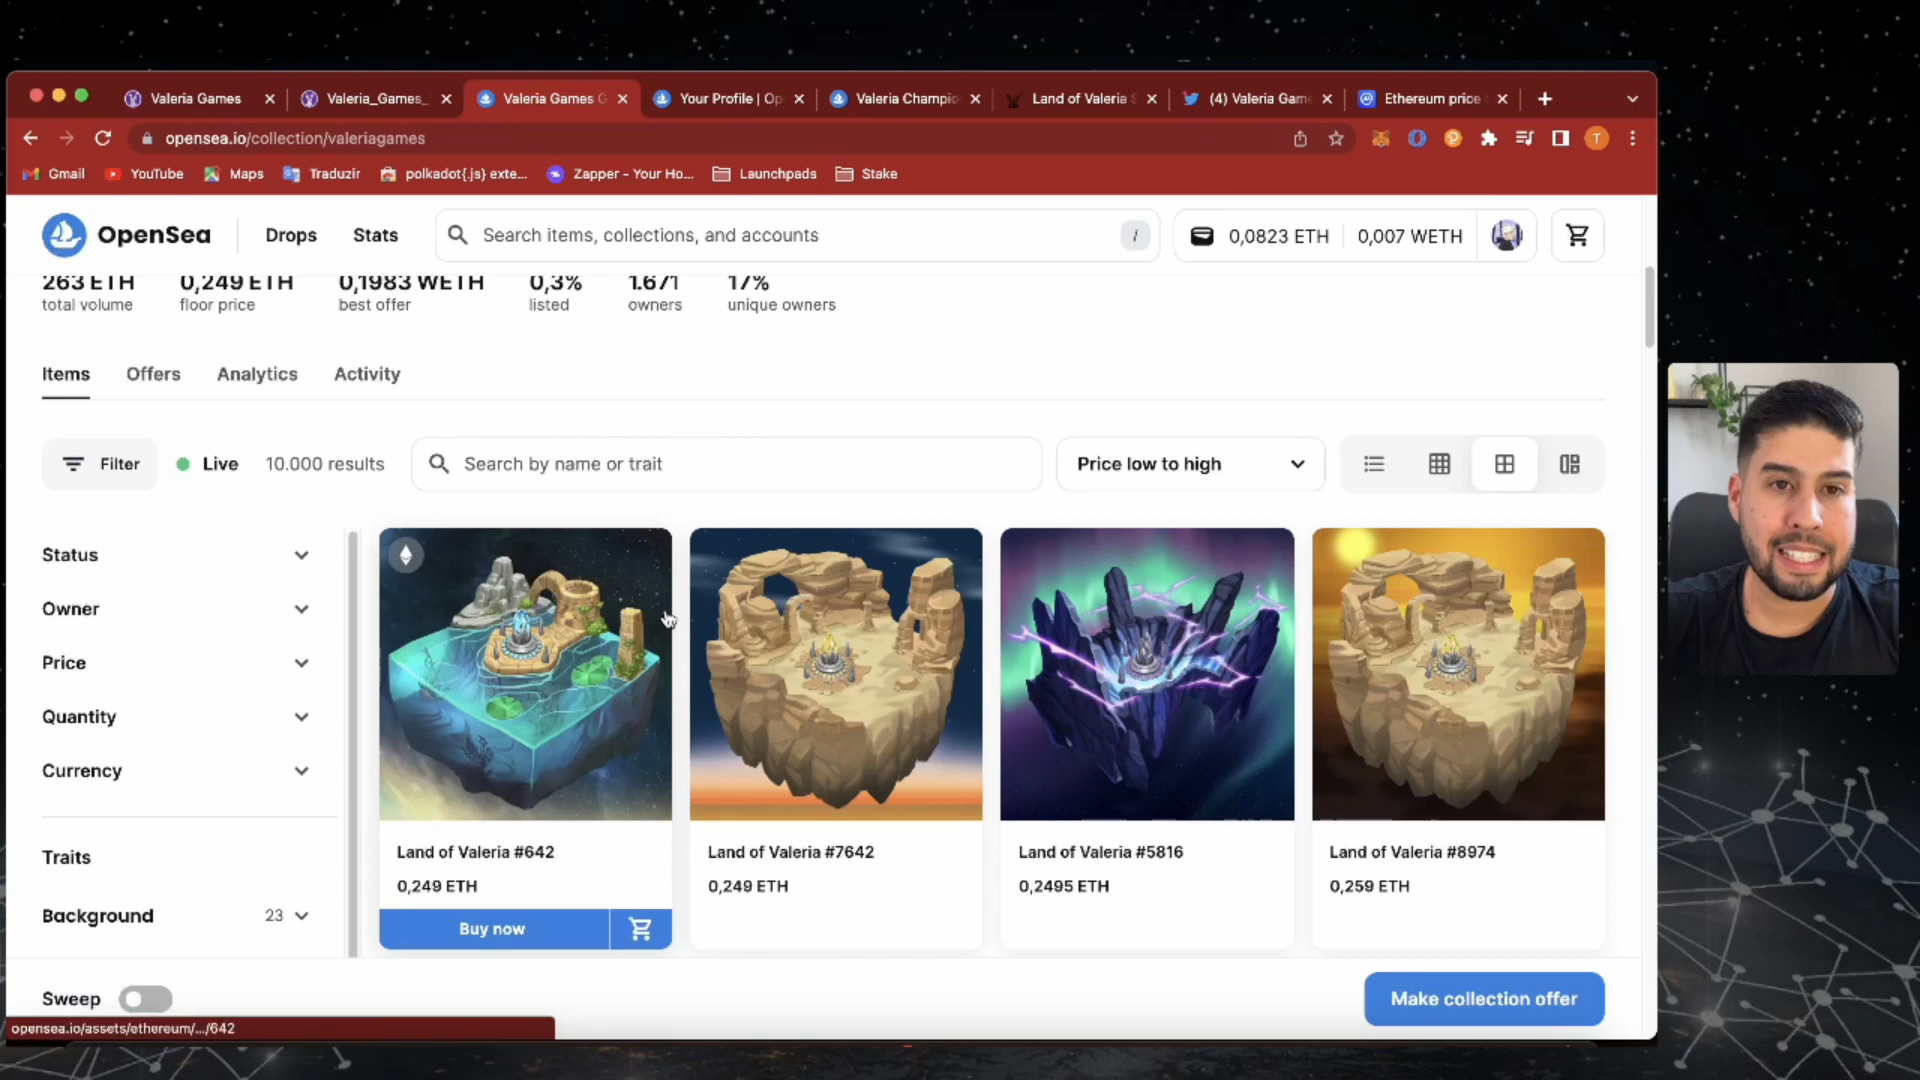 Valeria Games
Valeria_Games_
Valeria Games G
Your Profile | Op
Valeria Champio
Land of Valeria S
(4) Valeria Gam
Ethereum price
opensea.io/collection/valeriagames
T
Gmail
YouTube
Maps
Traduzir
polkadot{.js} exte...
Zapper - Your Ho...
Launchpads
Stake
OpenSea
Drops
Stats
Search items, collections, and accounts
/
0,0823 ETH
0,007 WETH
263 ETH
0,249 ETH
0,1983 WETH
0,3%
1.671
17%
total volume
floor price
best offer
listed
owners
unique owners
Items
Offers
Analytics
Activity
Filter
Live
10.000 results
Search by name or trait
Price low to high
Status
Owner
Price
Quantity
Currency
Traits
Background
23
Land of Valeria #642
0,249 ETH
Buy now
Land of Valeria #7642
0,249 ETH
Land of Valeria #5816
0,2495 ETH
Land of Valeria #8974
0,259 ETH
Sweep
Make collection offer
opensea.io/assets/ethereum/.../642